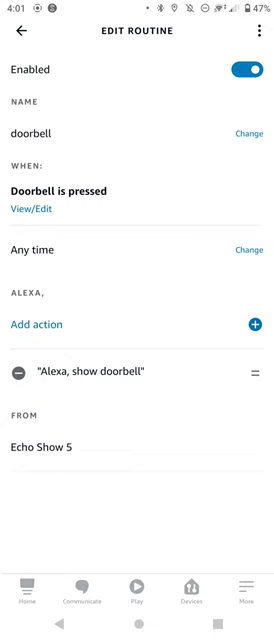 4:01
47%
EDIT ROUTINE
Enabled
NAME
doorbell
Change
WHEN:
Doorbell is pressed
View/Edit
Any time
Change
ALEXA,
Add action
"Alexa, show doorbell"
FROM
Echo Show 5
Home Communicate Play Devices More